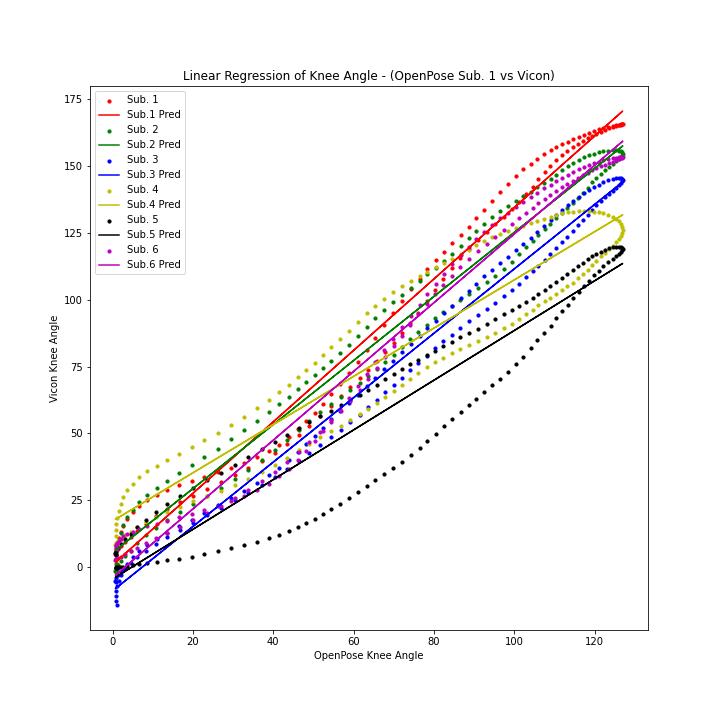 Linear Regression of Knee Angle - (OpenPose Sub. 1 vs Vicon)
175
150
125
100
75
50
25
0
Vicon Knee Angle
Sub. 1
Sub.1 Pred
Sub. 2
Sub.2 Pred
Sub. 3
Sub.3 Pred
Sub. 4
Sub.4 Pred
Sub. 5
Sub.5 Pred
Sub. 6
Sub.6 Pred
0 20 40 60 80 100 120
OpenPose Knee Angle